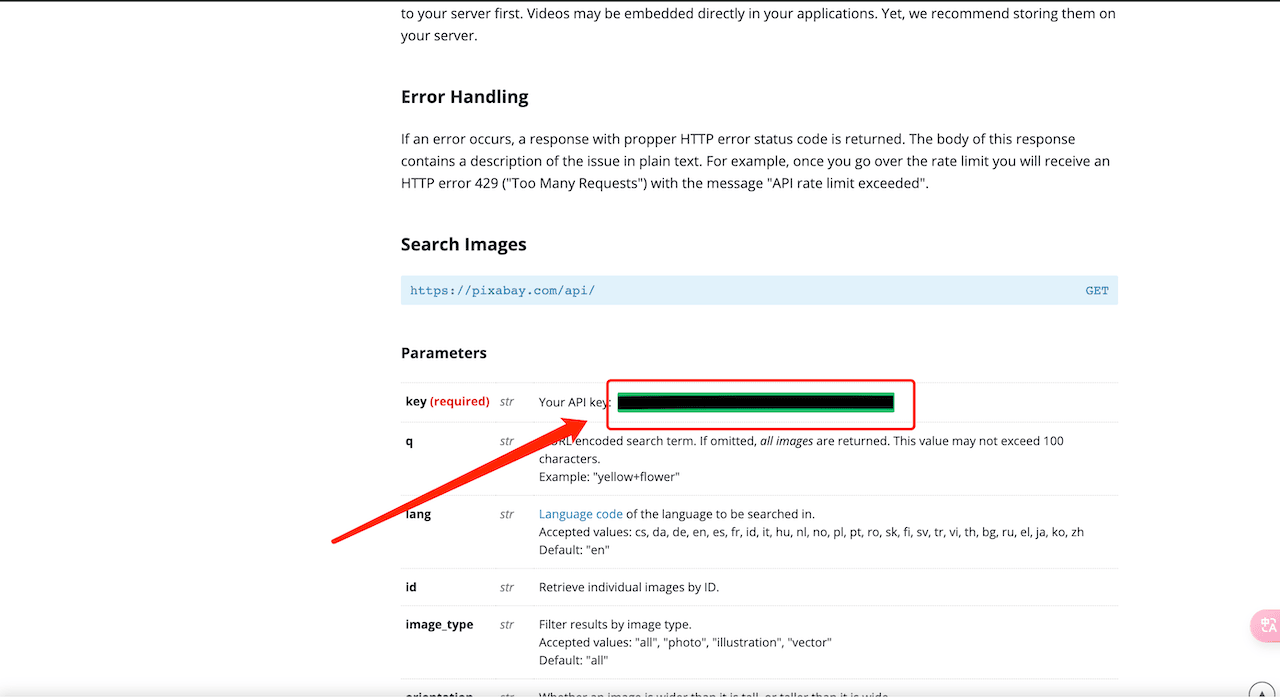 to your server first. Videos may be embedded directly in your applications. Yet, we recommend storing them on
your server.
Error Handling
If an error occurs, a response with propper HTTP error status code is returned. The body of this response
contains a description of the issue in plain text. For example, once you go over the rate limit you will receive an
HTTP error 429 ("Too Many Requests") with the message "API rate limit exceeded".
Search Images
https://pixabay.com/api/ GET
Parameters
key (required) str Your API key:
q str URL encoded search term. If omitted, all images are returned. This value may not exceed 100
characters.
Example: "yellow+flower"
lang str Language code of the language to be searched in.
Accepted values: cs, da, de, en, es, fr, id, it, hu, nl, no, pl, pt, ro, sk, fi, sv, tr, vi, th, bg, ru, el, ja, ko, zh
Default: "en"
id str Retrieve individual images by ID.
image_type str Filter results by image type.
Accepted values: "all", "photo", "illustration", "vector"
Default: "all"
orientation str Whether an image is wider than it is tall, or taller than it is wide.